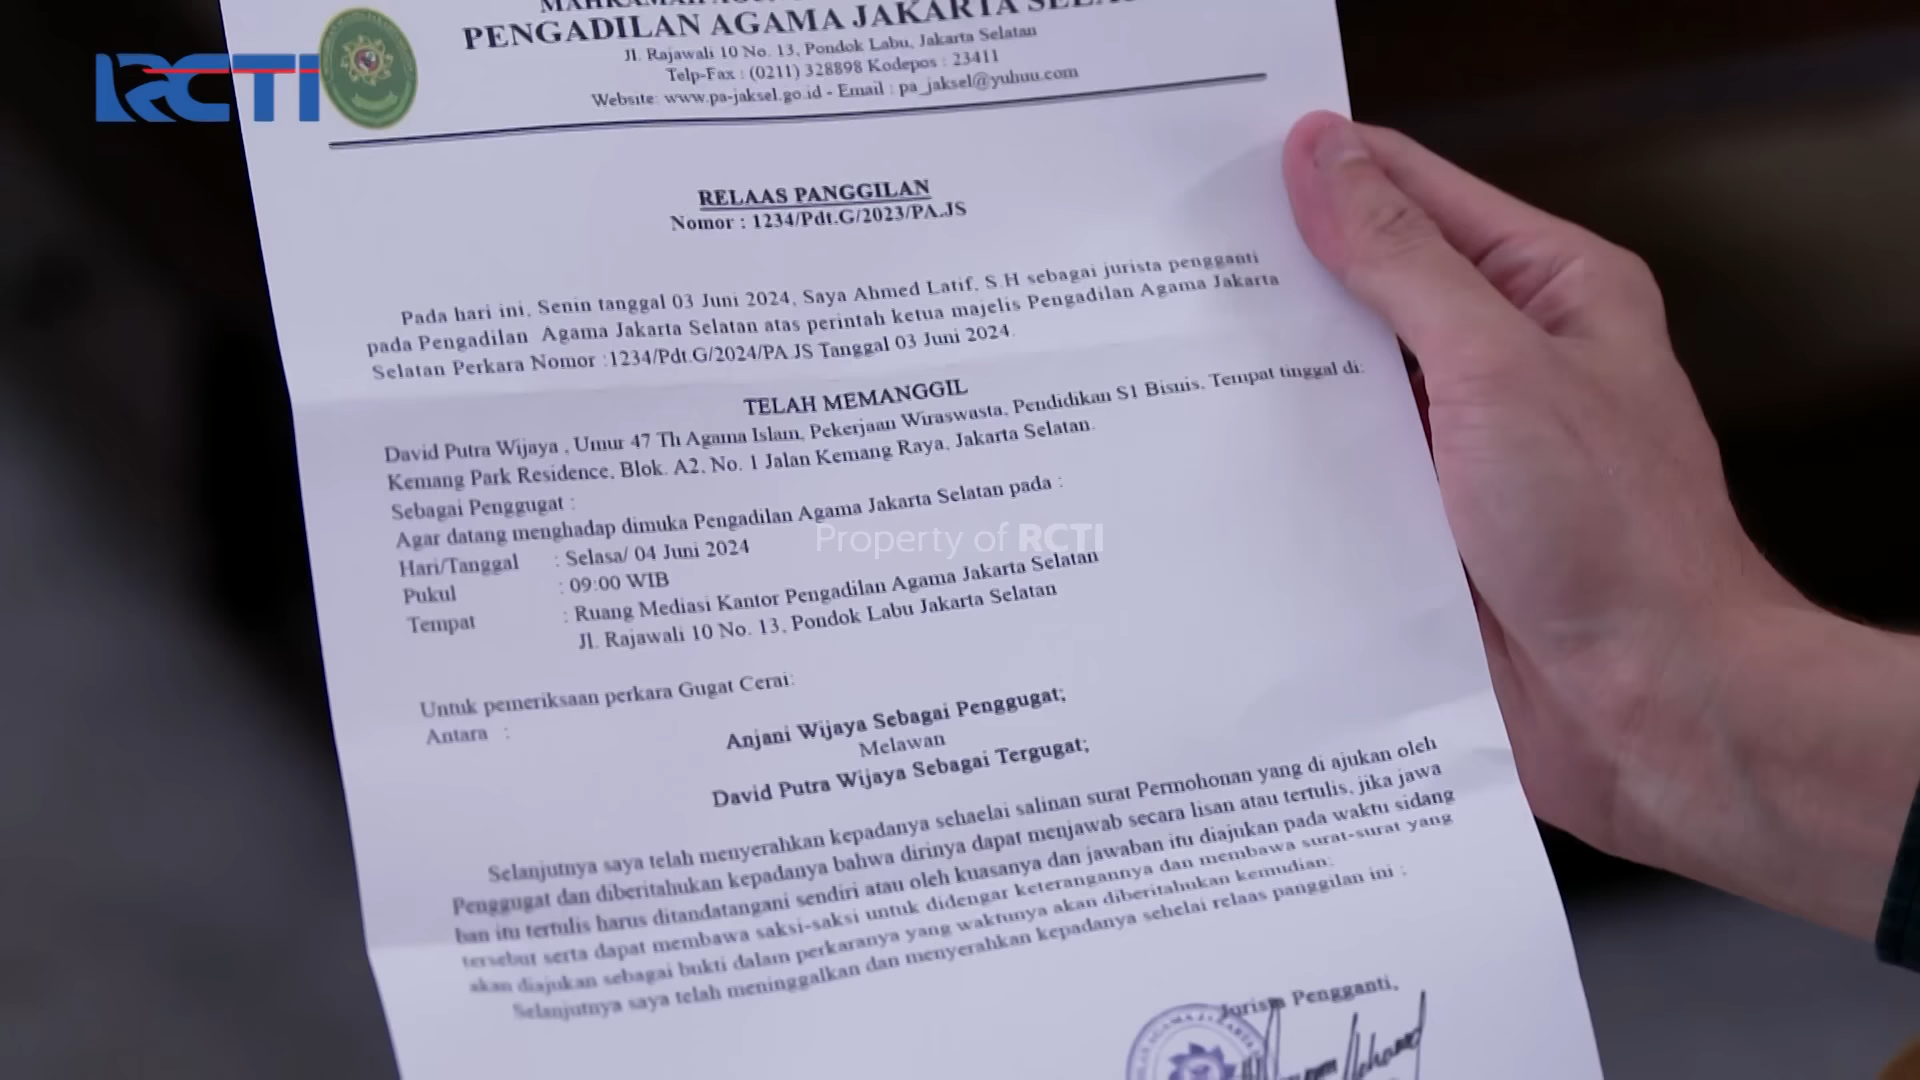 RCTI
PENGADILAN AGAMA JAKARTA
Jl. Rajawali 10 No. 13, Pondok Labu, Jakarta Selatan
Telp-Fax : (0211) 328898 Kodepos : 23411
Website: www.pa-jaksel.go.id - Email : pa_jaksel@yuhuu.com
RELAAS PANGGILAN
Nomor : 1234/Pdt.G/2023/PA.JS
Pada hari ini, Senin tanggal 03 Juni 2024, Saya Ahmed Latif, S.H sebagai jurista pengganti
pada Pengadilan Agama Jakarta Selatan atas perintah ketua majelis Pengadilan Agama Jakarta
Selatan Perkara Nomor :1234/Pdt.G/2024/PA JS Tanggal 03 Juni 2024.
TELAH MEMANGGIL
David Putra Wijaya , Umur 47 Th Agama Islam, Pekerjaan Wiraswasta, Pendidikan S1 Bisnis, Tempat tinggal di:
Kemang Park Residence, Blok. A2, No. 1 Jalan Kemang Raya, Jakarta Selatan.
Sebagai Penggugat :
Agar datang menghadap dimuka Pengadilan Agama Jakarta Selatan pada :
Hari/Tanggal : Selasa/ 04 Juni 2024
Pukul : 09:00 WIB
Tempat : Ruang Mediasi Kantor Pengadilan Agama Jakarta Selatan
Jl. Rajawali 10 No. 13, Pondok Labu Jakarta Selatan
Property of RCTI
Untuk pemeriksaan perkara Gugat Cerai:
Antara :
Anjani Wijaya Sebagai Penggugat;
Melawan
David Putra Wijaya Sebagai Tergugat;
Selanjutnya saya telah menyerahkan kepadanya sehaelai salinan surat Permohonan yang di ajukan oleh
Penggugat dan diberitahukan kepadanya bahwa dirinya dapat menjawab secara lisan atau tertulis, jika jawa
ban itu tertulis harus ditandatangani sendiri atau oleh kuasanya dan jawaban itu diajukan pada waktu sidang
tersebut serta dapat membawa saksi-saksi untuk didengar keterangannya dan membawa surat-surat yang
akan diajukan sebagai bukti dalam perkaranya yang waktunya akan diberitahukan kemudian:
Selanjutnya saya telah meninggalkan dan menyerahkan kepadanya sehelai relaas panggilan ini :
Jurista Pengganti,